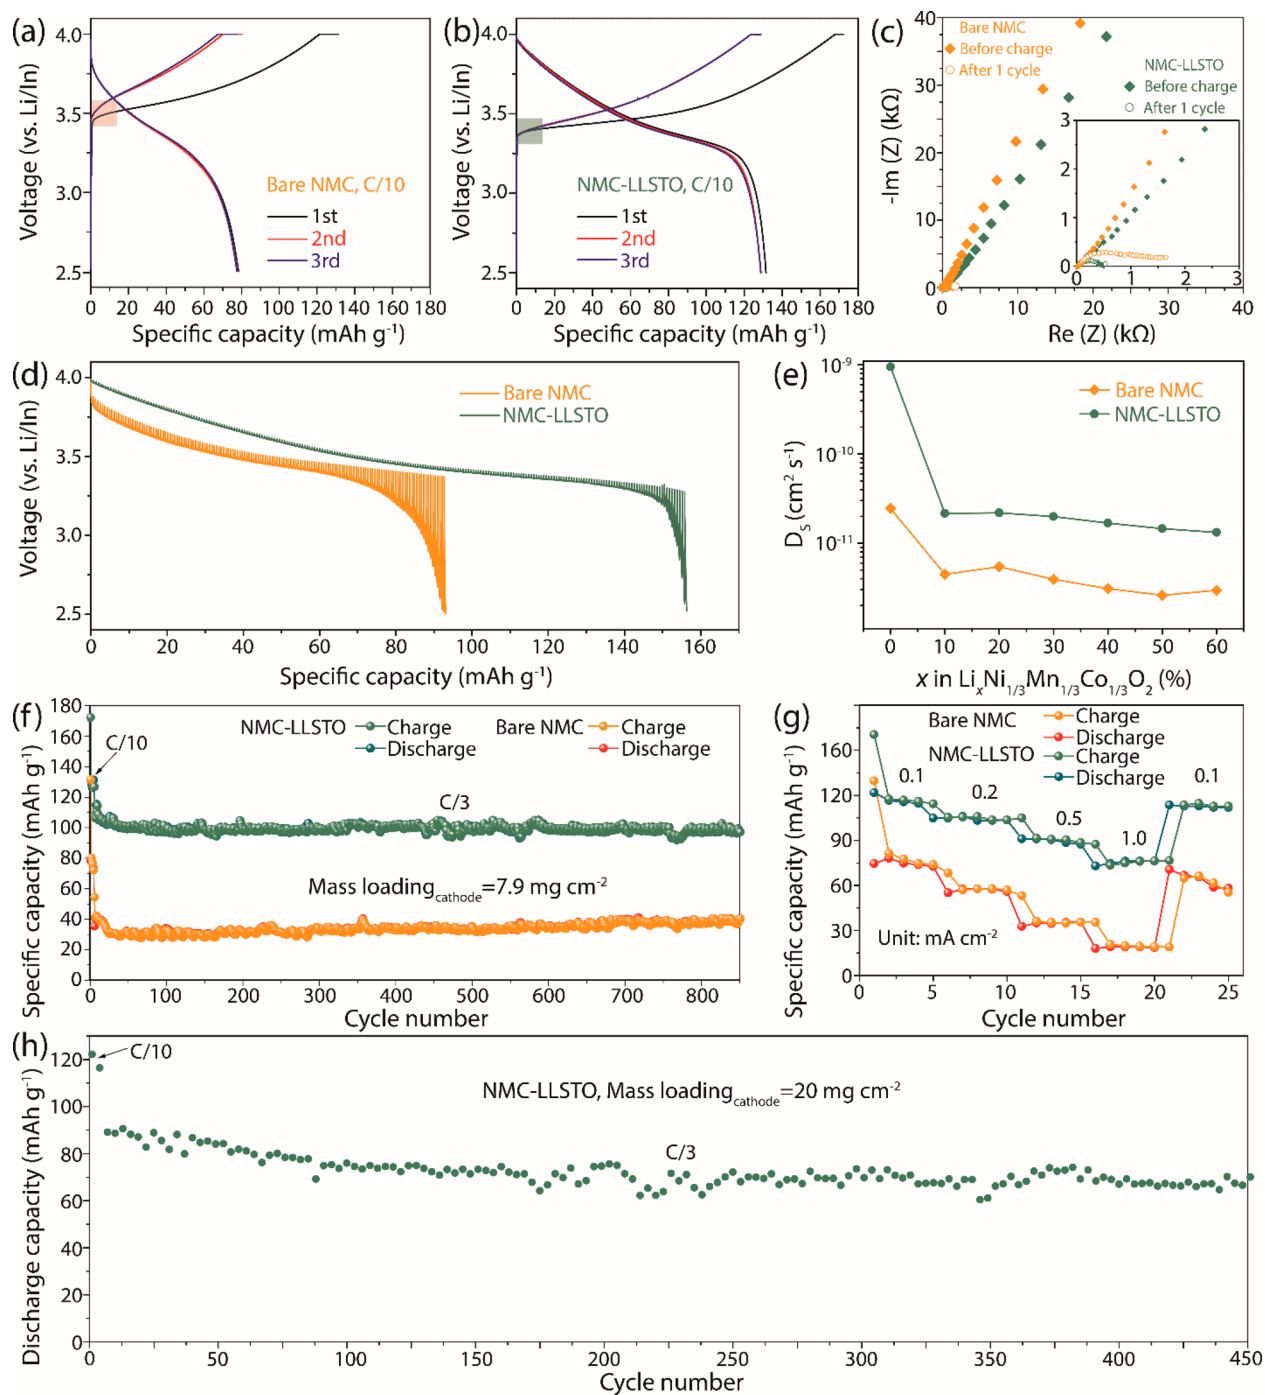 (a)
4.0
3.5
3.0
2.5
Voltage (vs. Li/In)
Bare NMC, C/10
1st
2nd
3rd
0 20 40 60 80 100 120 140 160 180
Specific capacity (mAh g⁻¹)
(b)
4.0
3.5
3.0
2.5
Voltage (vs. Li/In)
NMC-LLSTO, C/10
1st
2nd
3rd
0 20 40 60 80 100 120 140 160 180
Specific capacity (mAh g⁻¹)
(c)
40
35
30
25
20
15
10
5
0
-Im (Z) (kΩ)
Bare NMC
Before charge
After 1 cycle
NMC-LLSTO
Before charge
After 1 cycle
3
2
1
0
0 1 2 3
0 10 20 30 40
Re (Z) (kΩ)
(d)
4.0
3.5
3.0
2.5
Voltage (vs. Li/In)
Bare NMC
NMC-LLSTO
0 20 40 60 80 100 120 140 160
Specific capacity (mAh g⁻¹)
(e)
10⁻⁹
10⁻¹⁰
10⁻¹¹
Dₛ (cm² s⁻¹)
Bare NMC
NMC-LLSTO
0 10 20 30 40 50 60
x in LiₓNi₁/₃Mn₁/₃Co₁/₃O₂ (%)
(f)
180
160
140
120
100
80
60
40
20
0
Specific capacity (mAh g⁻¹)
NMC-LLSTO Charge Bare NMC Charge
Discharge Discharge
C/10
C/3
Mass loading cathode=7.9 mg cm⁻²
0 100 200 300 400 500 600 700 800
Cycle number
(g)
160
120
90
60
30
0
Specific capacity (mAh g⁻¹)
Bare NMC Charge
Discharge
NMC-LLSTO Charge
Discharge
0.1
0.2
0.5
1.0
0.1
Unit: mA cm⁻²
0 5 10 15 20 25
Cycle number
(h)
120
100
80
60
40
20
0
Discharge capacity (mAh g⁻¹)
C/10
NMC-LLSTO, Mass loading cathode=20 mg cm⁻²
C/3
0 50 100 150 200 250 300 350 400 450
Cycle number